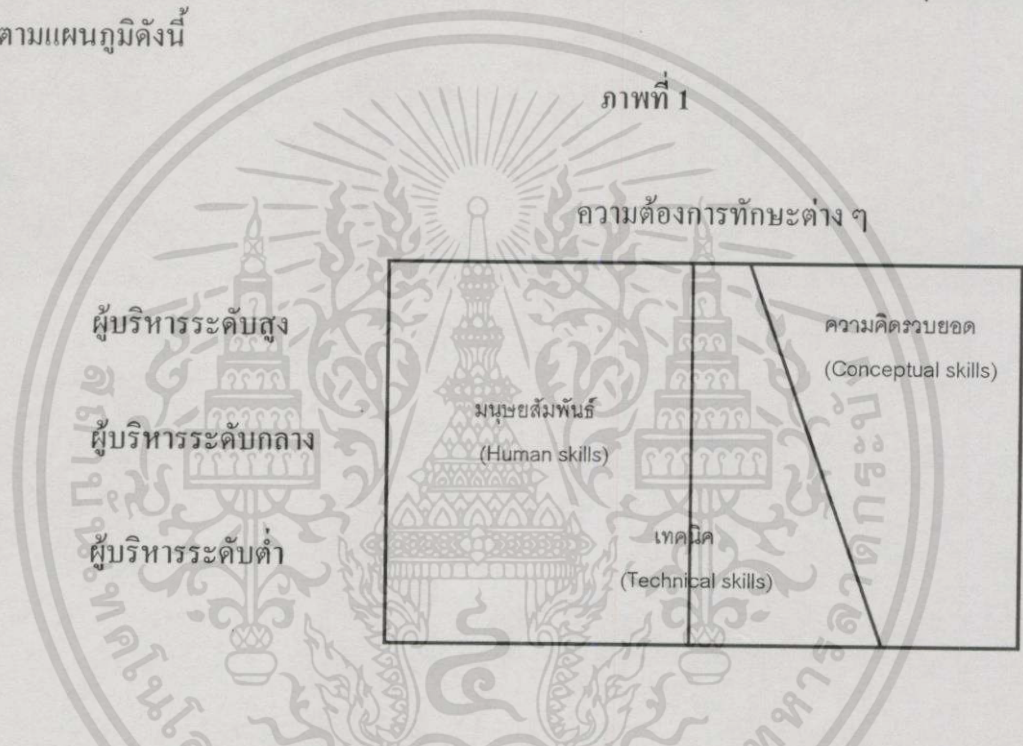 ตามแผนภูมิดังนี้
ภาพที่ 1
ความต้องการทักษะต่าง ๆ
ผู้บริหารระดับสูง
ความคิดรวบยอด
(Conceptual skills)
มนุษยสัมพันธ์
(Human skills)
ผู้บริหารระดับกลาง
ผู้บริหารระดับต่ำ
เทคนิค
(Technical skills)